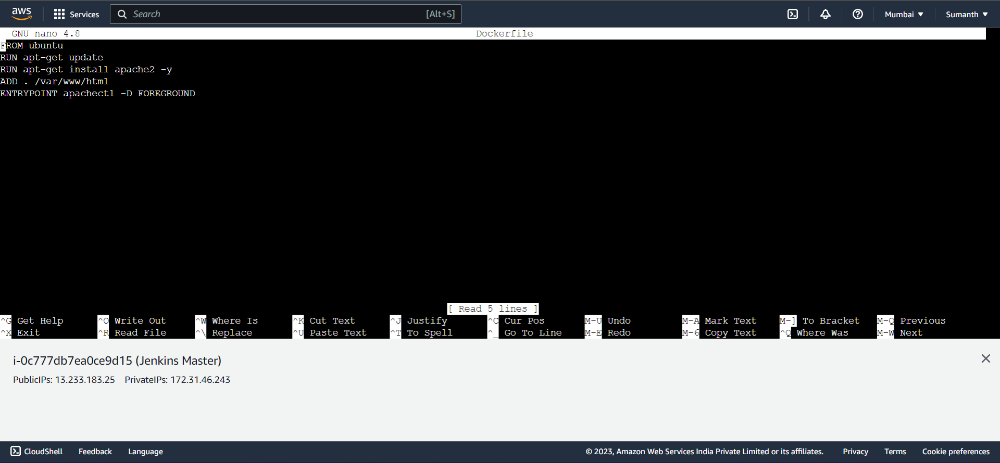 aws Services Search [Alt+S] Mumbai Sumanth
GNU nano 4.8 Dockerfile
FROM ubuntu
RUN apt-get update
RUN apt-get install apache2 -y
ADD . /var/www/html
ENTRYPOINT apachectl -D FOREGROUND
[ Read 5 lines ]
^G Get Help ^O Write Out ^W Where Is ^K Cut Text ^J Justify ^C Cur Pos M-U Undo M-A Mark Text M-] To Bracket M-Q Previous
^X Exit ^R Read File ^\ Replace ^U Paste Text ^T To Spell ^_ Go To Line M-E Redo M-6 Copy Text ^Q Where Was M-W Next
i-0c777db7ea0ce9d15 (Jenkins Master)
PublicIPs: 13.233.183.25 PrivateIPs: 172.31.46.243
CloudShell Feedback Language © 2023, Amazon Web Services India Private Limited or its affiliates. Privacy Terms Cookie preferences